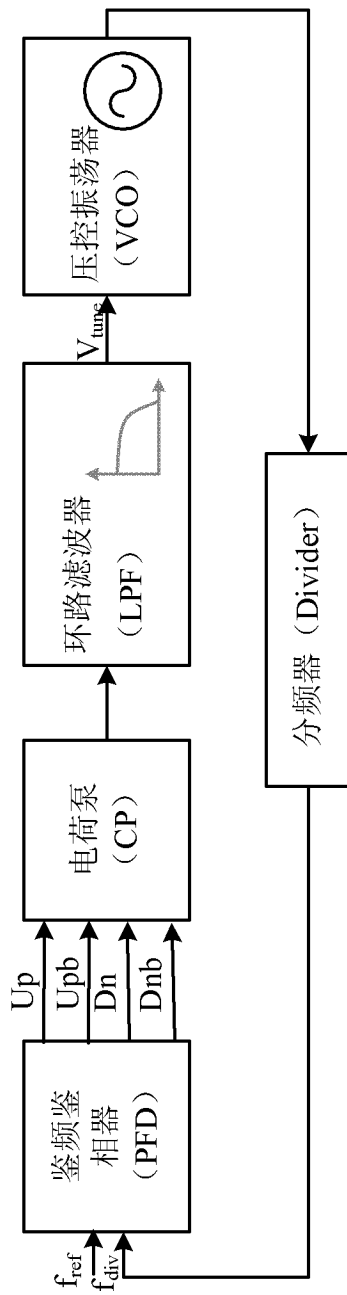 f_ref
f_div
鉴频鉴
相器
(PFD)
Up
Upb
Dn
Dnb
电荷泵
(CP)
环路滤波器
(LPF)
V_tune
压控振荡器
(VCO)
分频器(Divider)